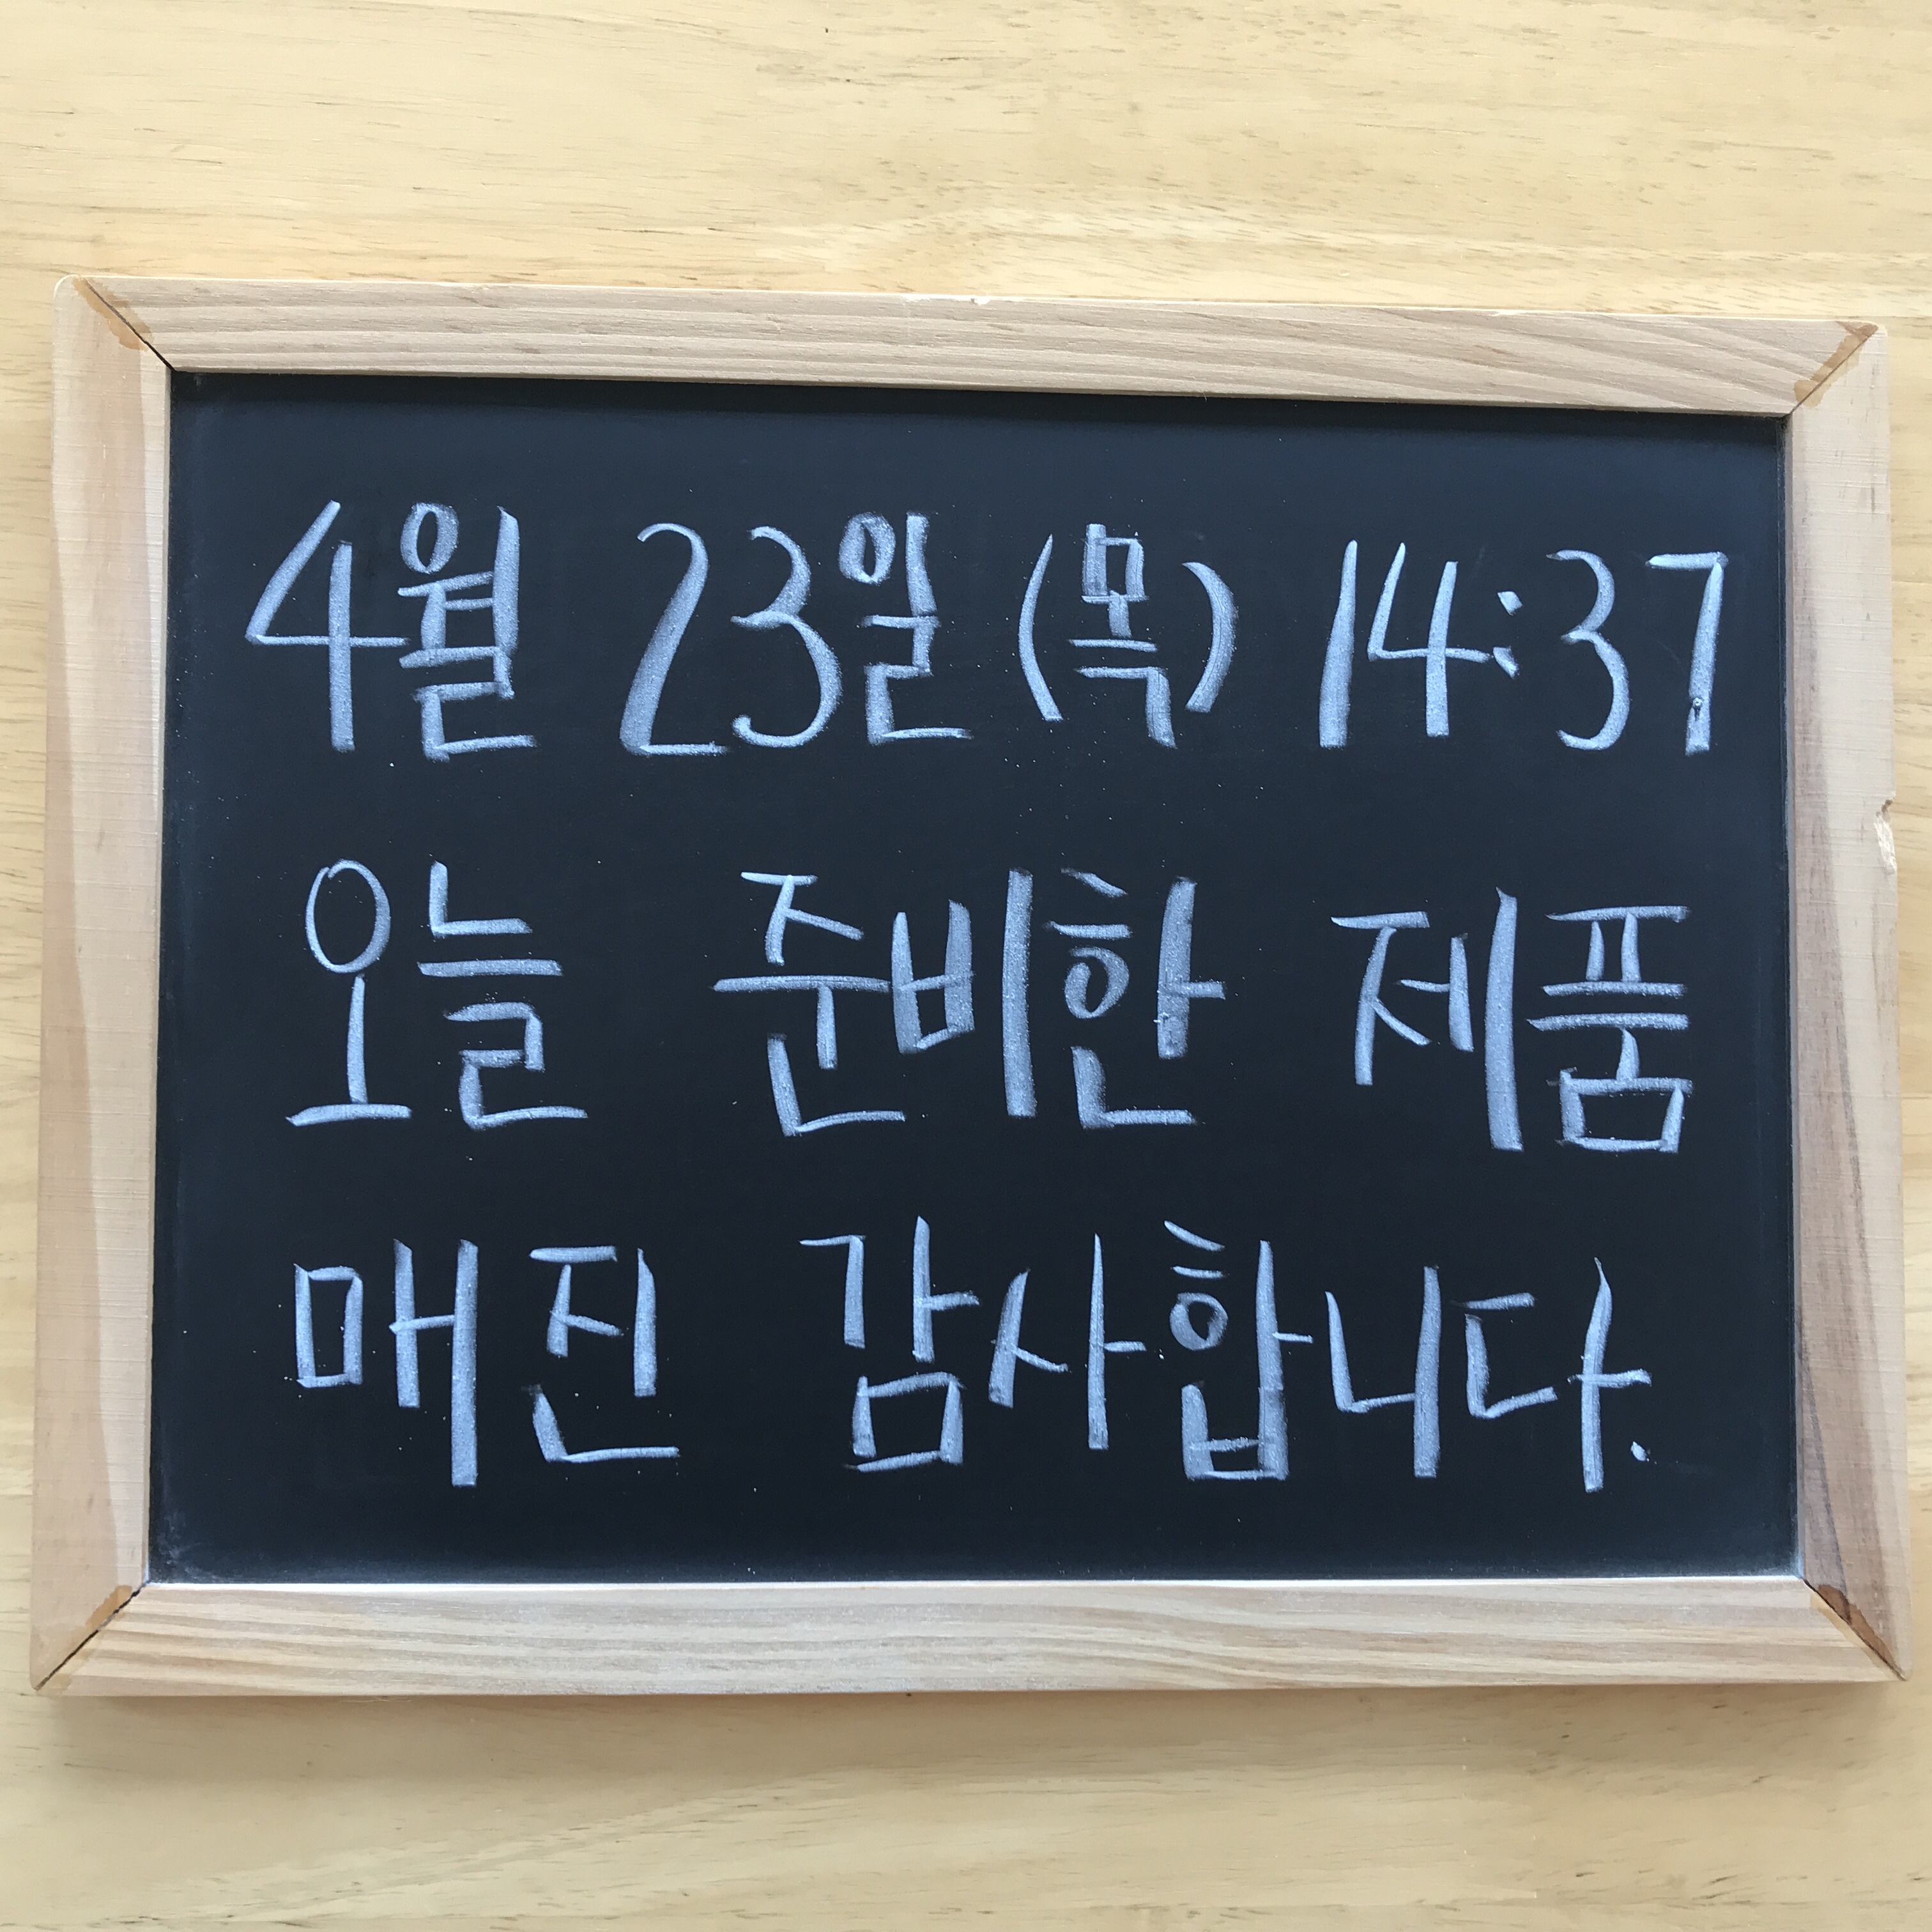 4월 23일 (목) 14:37
오늘 준비한 제품
매진 감사합니다.